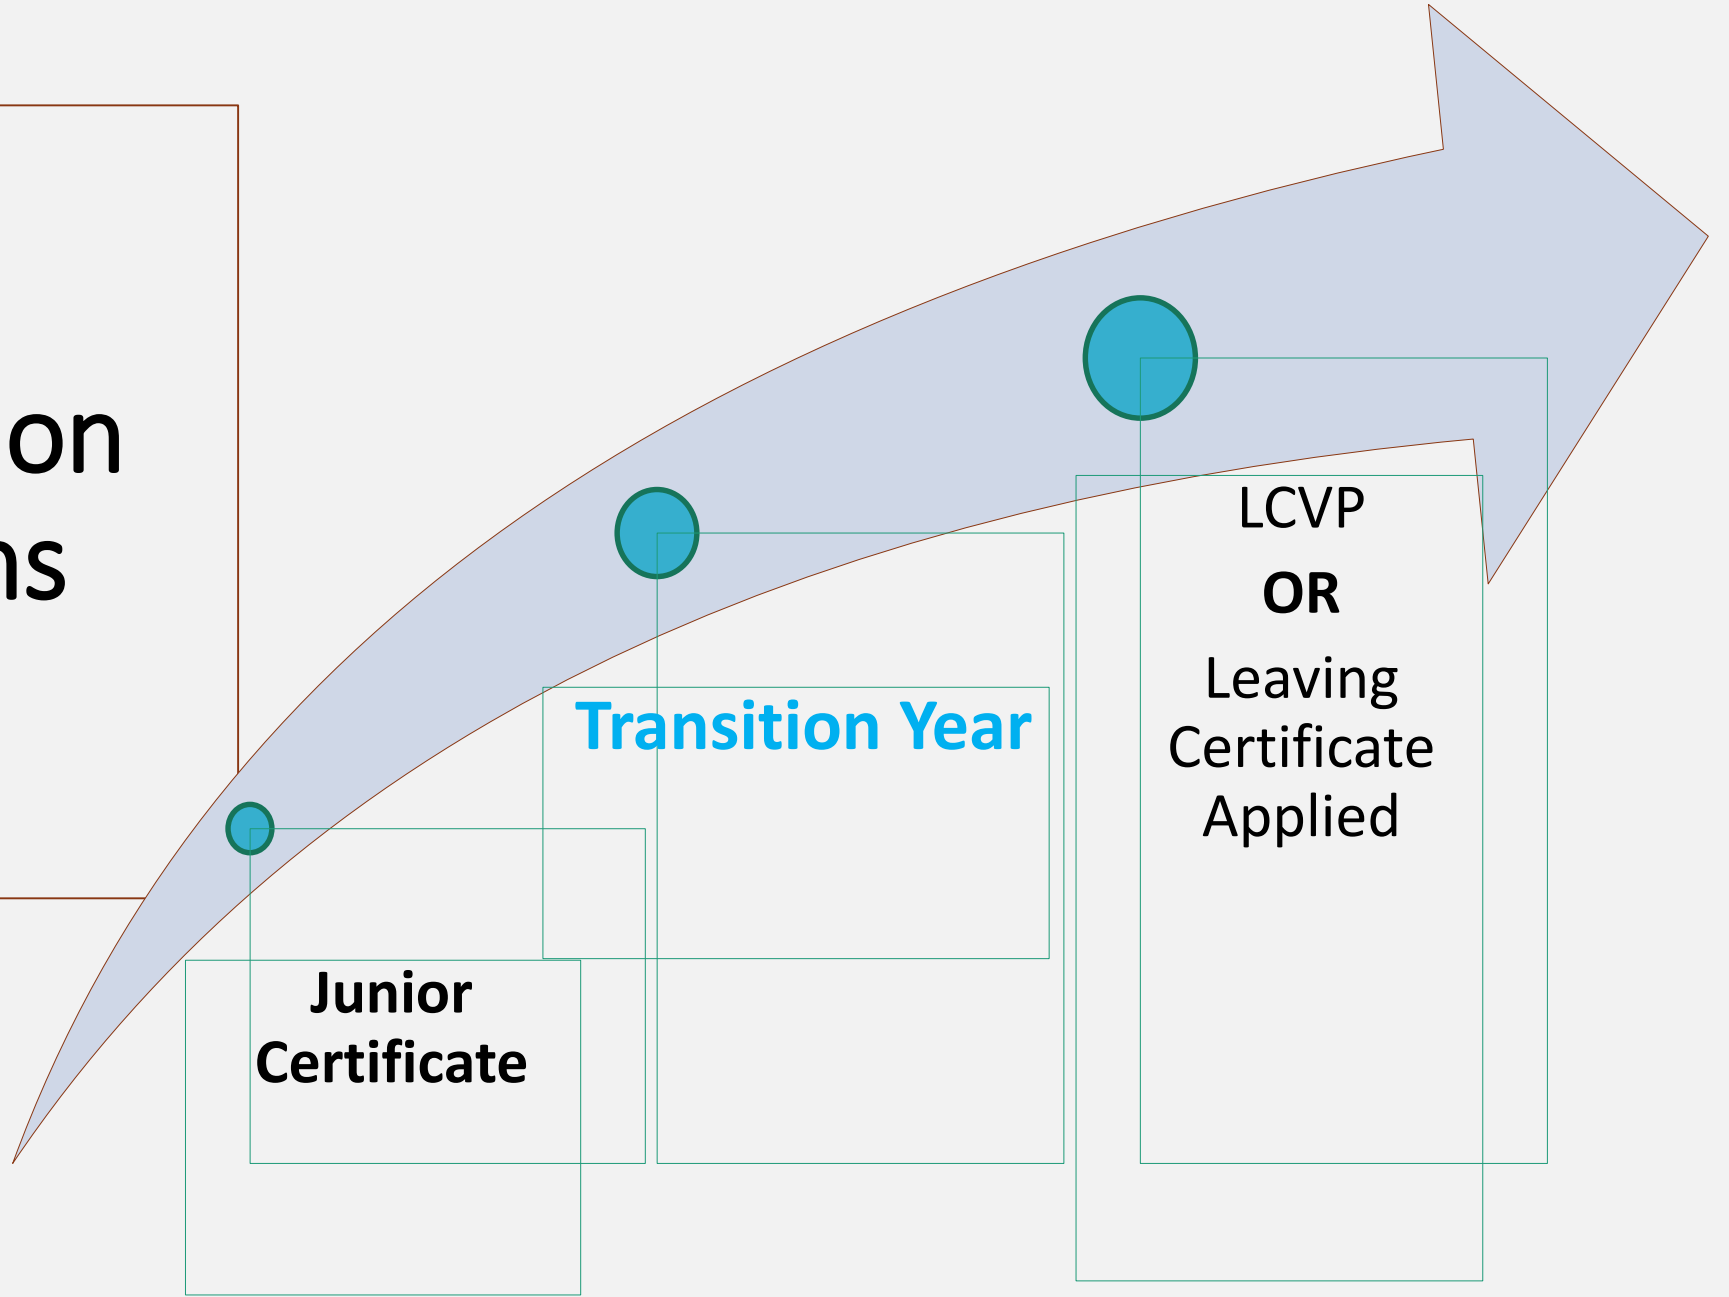 on
ns
Junior
Certificate
Transition Year
LCVP
OR
Leaving
Certificate
Applied